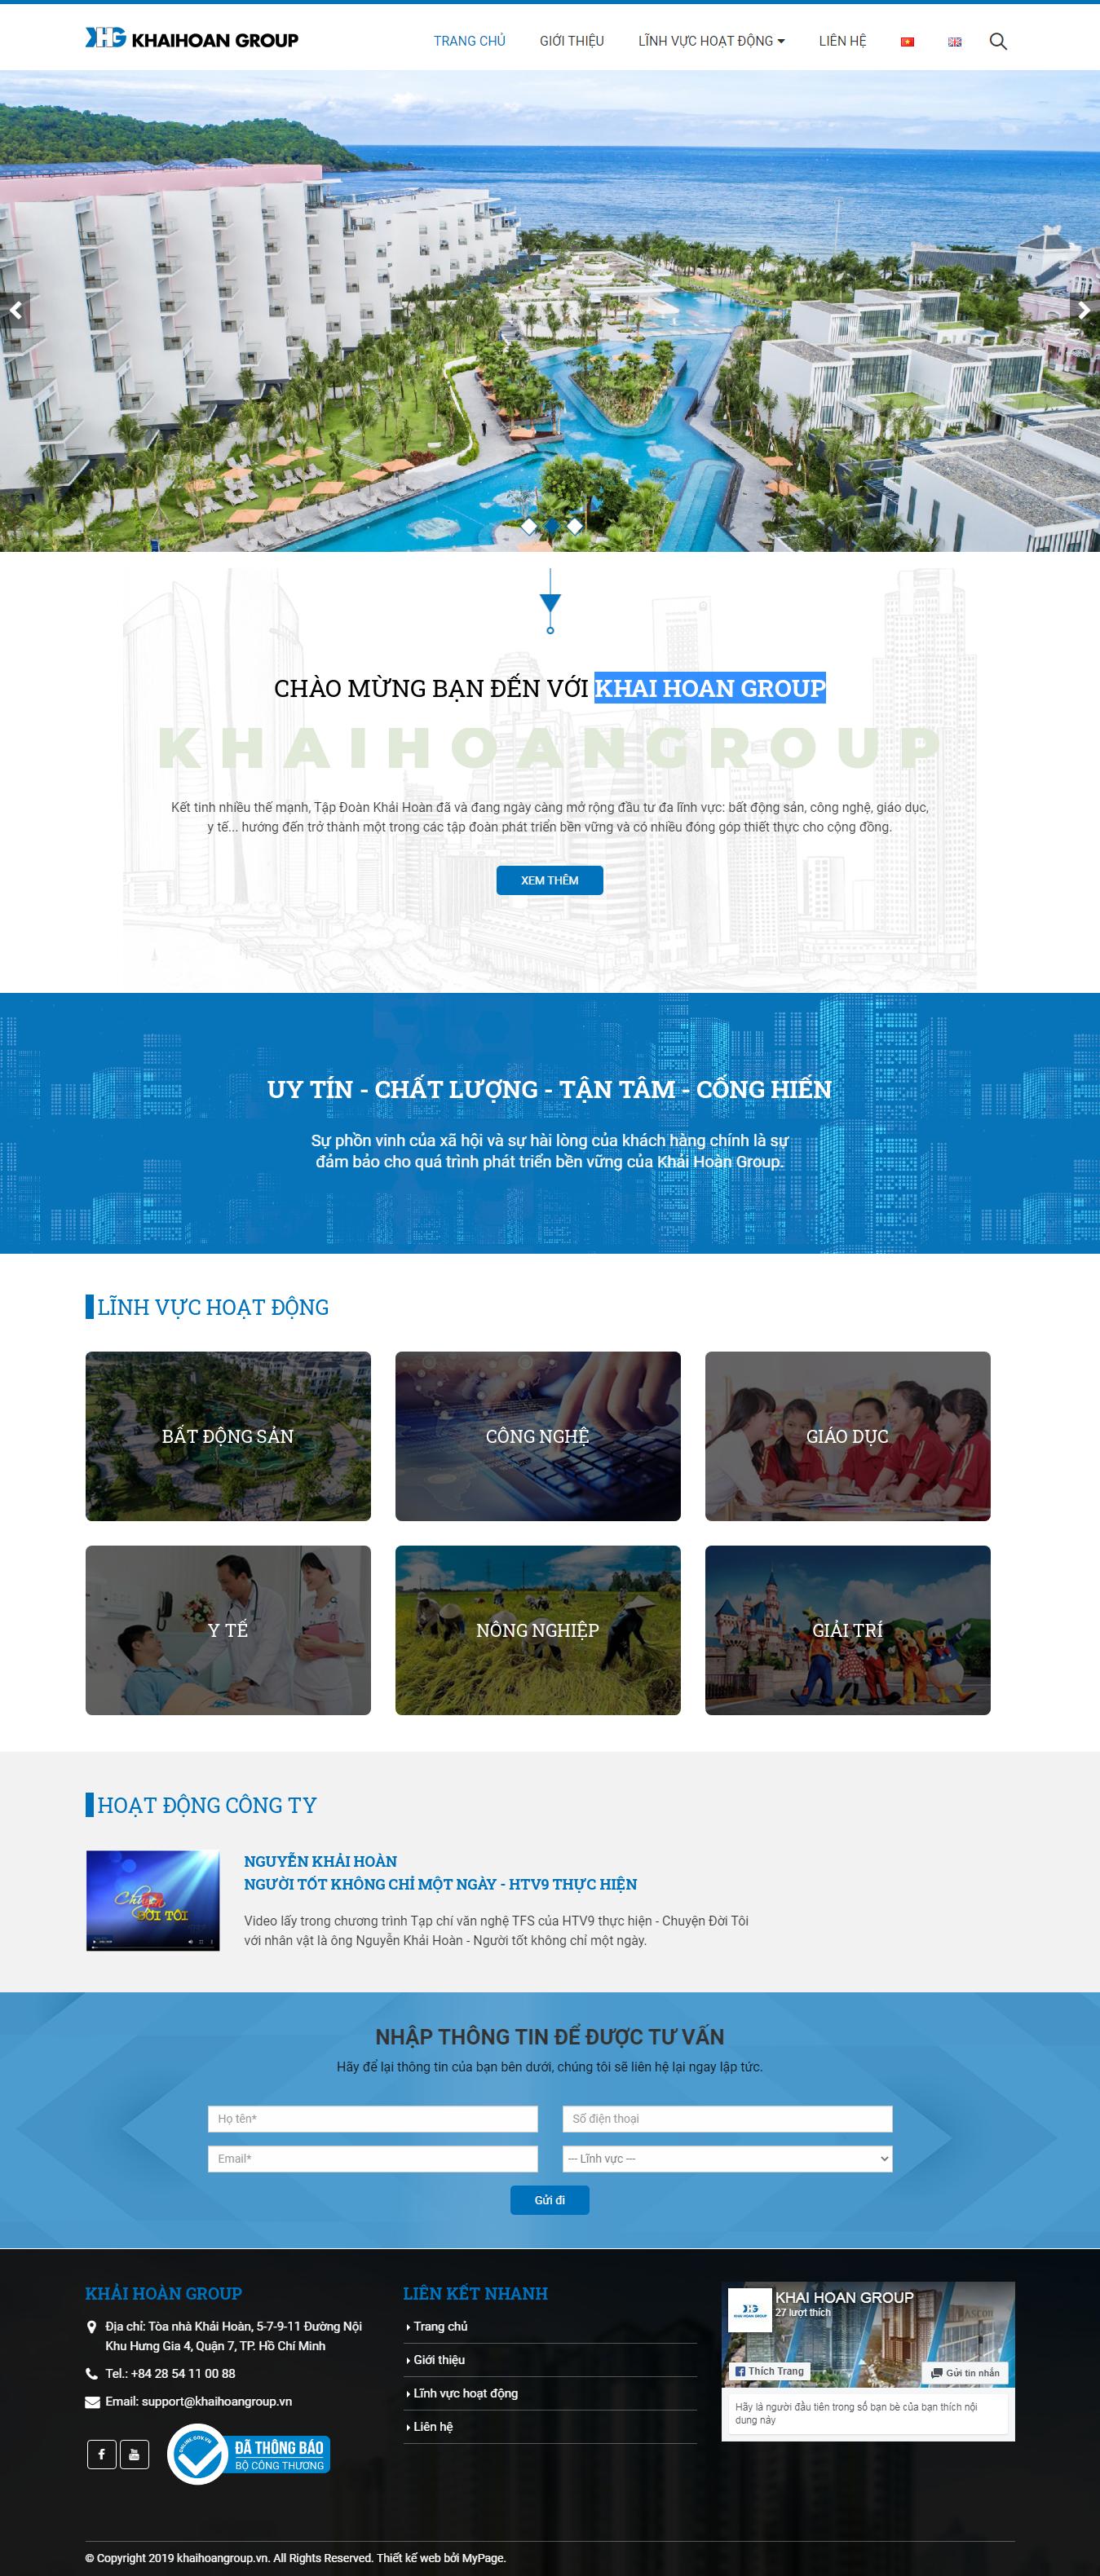 KHG KHAIHOAN GROUP
TRANG CHỦ
GIỚI THIỆU
LĨNH VỰC HOẠT ĐỘNG
LIÊN HỆ
CHÀO MỪNG BẠN ĐẾN VỚI KHAI HOAN GROUP
KHAIHOANGROUP
Kết tinh nhiều thế mạnh, Tập Đoàn Khải Hoàn đã và đang ngày càng mở rộng đầu tư đa lĩnh vực: bất động sản, công nghệ, giáo dục,
y tế... hướng đến trở thành một trong các tập đoàn phát triển bền vững và có nhiều đóng góp thiết thực cho cộng đồng.
XEM THÊM
UY TÍN - CHẤT LƯỢNG - TẬN TÂM - CỐNG HIẾN
Sự phồn vinh của xã hội và sự hài lòng của khách hàng chính là sự
đảm bảo cho quá trình phát triển bền vững của Khải Hoàn Group.
LĨNH VỰC HOẠT ĐỘNG
BẤT ĐỘNG SẢN
CÔNG NGHỆ
GIÁO DỤC
Y TẾ
NÔNG NGHIỆP
GIẢI TRÍ
HOẠT ĐỘNG CÔNG TY
NGUYỄN KHẢI HOÀN
NGƯỜI TỐT KHÔNG CHỈ MỘT NGÀY - HTV9 THỰC HIỆN
Video lấy trong chương trình Tạp chí văn nghệ TFS của HTV9 thực hiện - Chuyện Đời Tôi
với nhân vật là ông Nguyễn Khải Hoàn - Người tốt không chỉ một ngày.
NHẬP THÔNG TIN ĐỂ ĐƯỢC TƯ VẤN
Hãy để lại thông tin của bạn bên dưới, chúng tôi sẽ liên hệ lại ngay lập tức.
Họ tên*
Số điện thoại
Email*
--- Lĩnh vực ---
Gửi đi
KHẢI HOÀN GROUP
Địa chỉ: Tòa nhà Khải Hoàn, 5-7-9-11 Đường Nội
Khu Hưng Gia 4, Quận 7, TP. Hồ Chí Minh
Tel.: +84 28 54 11 00 88
Email: support@khaihoangroup.vn
ONLINE.GOV.VN
ĐÃ THÔNG BÁO
BỘ CÔNG THƯƠNG
LIÊN KẾT NHANH
Trang chủ
Giới thiệu
Lĩnh vực hoạt động
Liên hệ
KHAI HOAN GROUP
KHAI HOAN GROUP
27 lượt thích
Thích Trang
Gửi tin nhắn
Hãy là người đầu tiên trong số bạn bè của bạn thích nội
dung này
© Copyright 2019 khaihoangroup.vn. All Rights Reserved. Thiết kế web bởi MyPage.